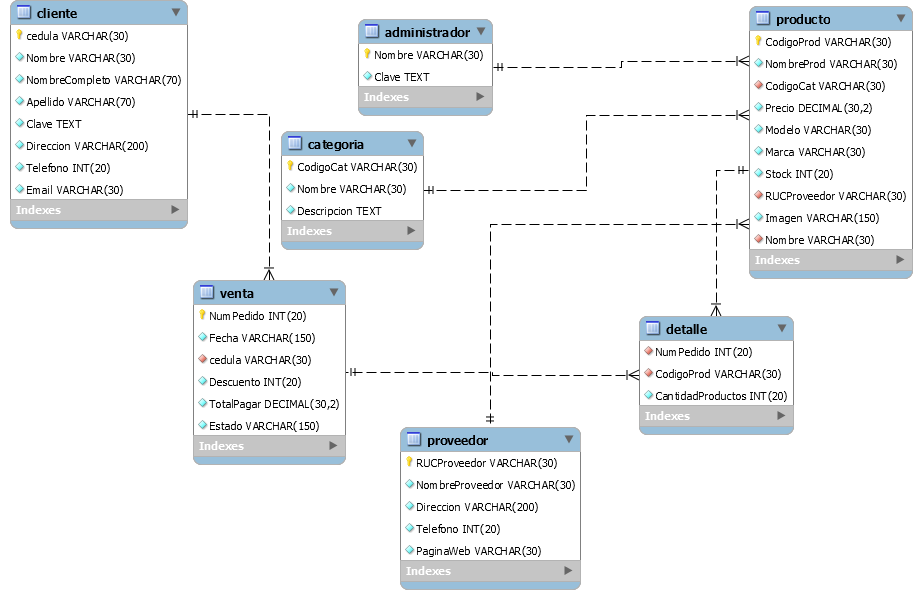 cliente
cedula VARCHAR(30)
Nombre VARCHAR(30)
NombreCompleto VARCHAR(70)
Apellido VARCHAR(70)
Clave TEXT
Direccion VARCHAR(200)
Telefono INT(20)
Email VARCHAR(30)
Indexes
administrador
Nombre VARCHAR(30)
Clave TEXT
Indexes
producto
CodigoProd VARCHAR(30)
NombreProd VARCHAR(30)
CodigoCat VARCHAR(30)
Precio DECIMAL(30,2)
Modelo VARCHAR(30)
Marca VARCHAR(30)
Stock INT(20)
RUCProveedor VARCHAR(30)
Imagen VARCHAR(150)
Nombre VARCHAR(30)
Indexes
categoria
CodigoCat VARCHAR(30)
Nombre VARCHAR(30)
Descripcion TEXT
Indexes
venta
NumPedido INT(20)
Fecha VARCHAR(150)
cedula VARCHAR(30)
Descuento INT(20)
TotalPagar DECIMAL(30,2)
Estado VARCHAR(150)
Indexes
detalle
NumPedido INT(20)
CodigoProd VARCHAR(30)
CantidadProductos INT(20)
Indexes
proveedor
RUCProveedor VARCHAR(30)
NombreProveedor VARCHAR(30)
Direccion VARCHAR(200)
Telefono INT(20)
PaginaWeb VARCHAR(30)
Indexes